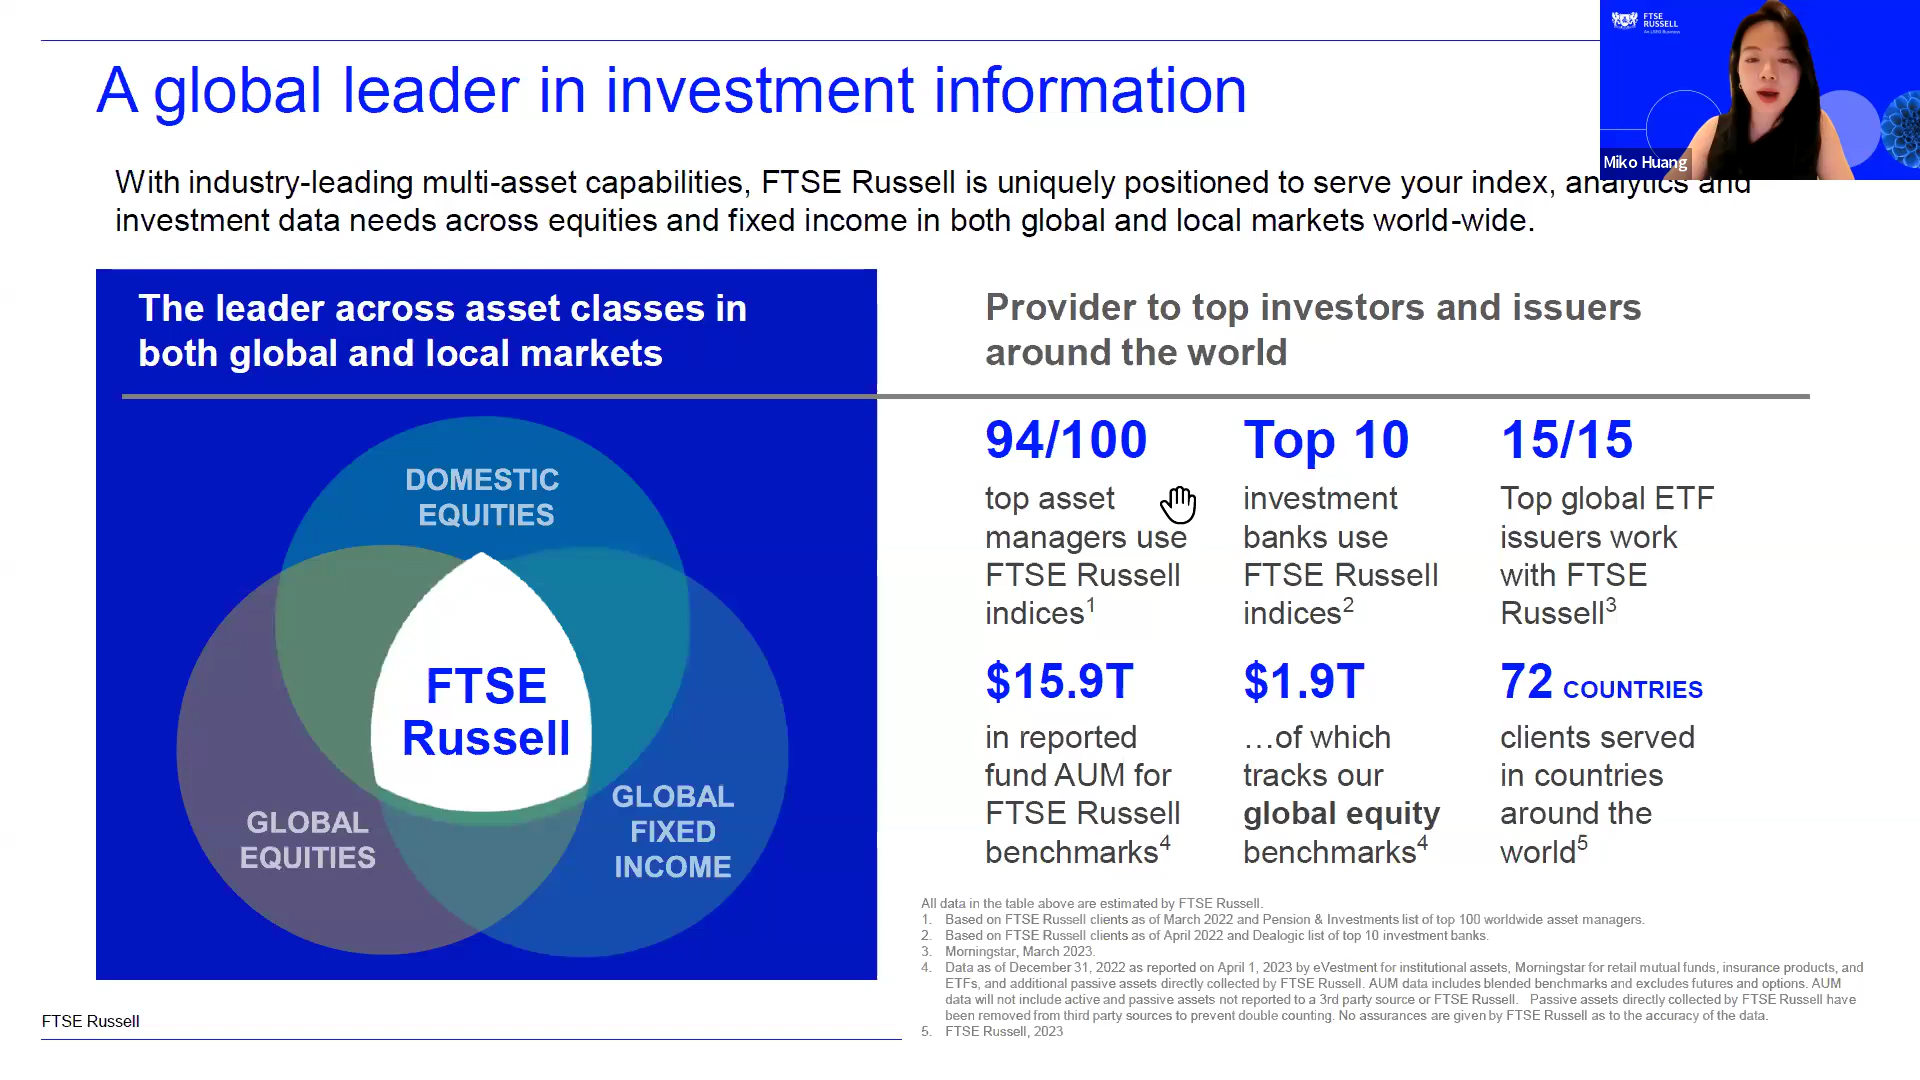 A global leader in investment information
FTSE
RUSSELL
An LSEG Business
Miko Huang
With industry-leading multi-asset capabilities, FTSE Russell is uniquely positioned to serve your index, analytics and
investment data needs across equities and fixed income in both global and local markets world-wide.
The leader across asset classes in
both global and local markets
DOMESTIC
EQUITIES
FTSE
Russell
GLOBAL
EQUITIES
GLOBAL
FIXED
INCOME
Provider to top investors and issuers
around the world
94/100
top asset
managers use
FTSE Russell
indices1
Top 10
investment
banks use
FTSE Russell
indices2
15/15
Top global ETF
issuers work
with FTSE
Russell3
$15.9T
in reported
fund AUM for
FTSE Russell
benchmarks4
$1.9T
…of which
tracks our
global equity
benchmarks4
72 COUNTRIES
clients served
in countries
around the
world5
All data in the table above are estimated by FTSE Russell.
1. Based on FTSE Russell clients as of March 2022 and Pension & Investments list of top 100 worldwide asset managers.
2. Based on FTSE Russell clients as of April 2022 and Dealogic list of top 10 investment banks.
3. Morningstar, March 2023.
4. Data as of December 31, 2022 as reported on April 1, 2023 by eVestment for institutional assets, Morningstar for retail mutual funds, insurance products, and
ETFs, and additional passive assets directly collected by FTSE Russell. AUM data includes blended benchmarks and excludes futures and options. AUM
data will not include active and passive assets not reported to a 3rd party source or FTSE Russell. Passive assets directly collected by FTSE Russell have
been removed from third party sources to prevent double counting. No assurances are given by FTSE Russell as to the accuracy of the data.
5. FTSE Russell, 2023
FTSE Russell